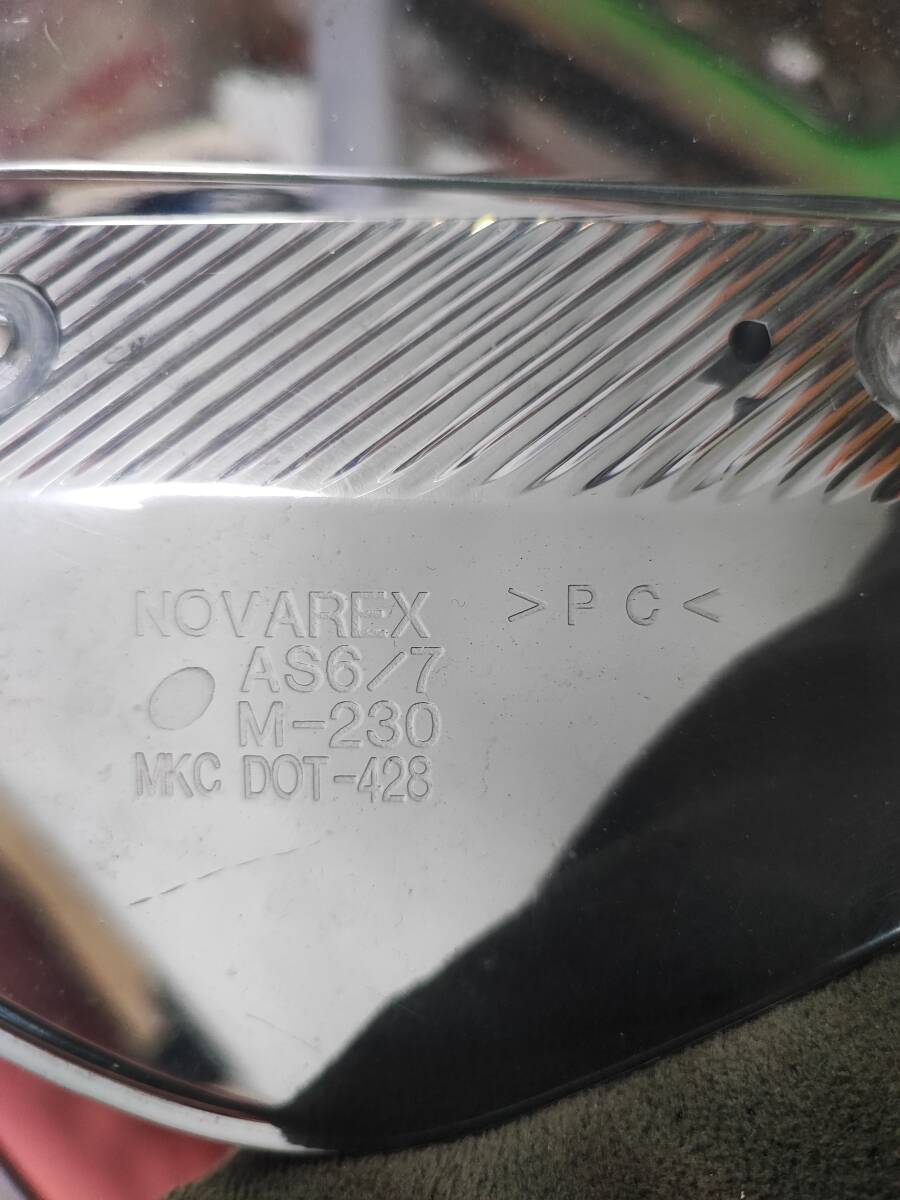 NOVAREX >PC<
AS6/7
M-230
MKC DOT-428